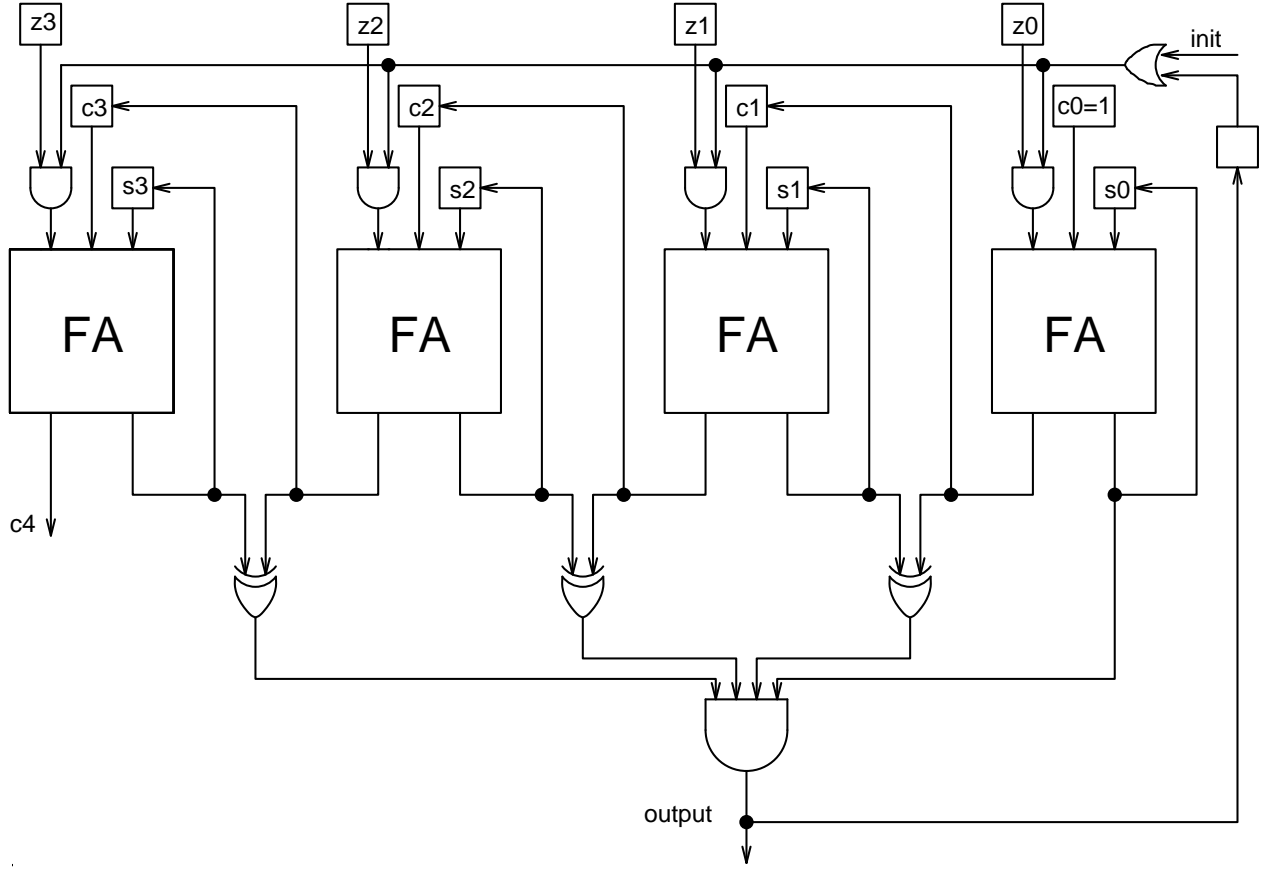 z3 z2 z1 z0
init
c3 c2 c1 c0=1
s3 s2 s1 s0
FA FA FA FA
c4
output